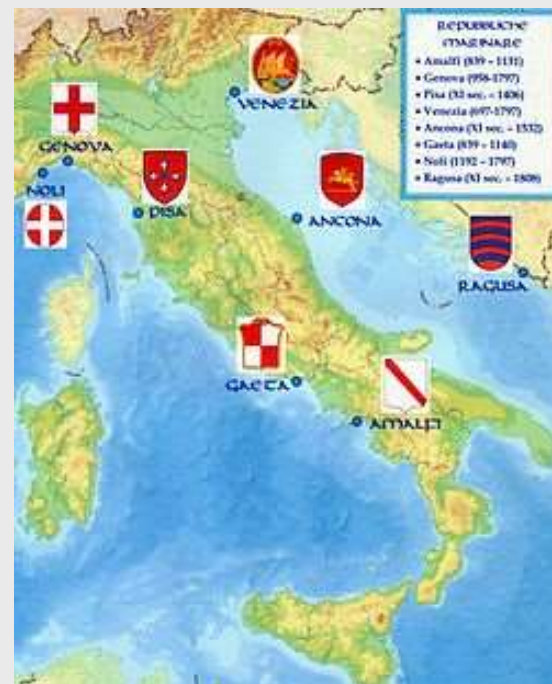 REPUBBLICHE
MARINARE
• Amalfi (839 - 1131)
• Genova (958-1797)
• Pisa (XI sec. - 1406)
• Venezia (697-1797)
• Ancona (XI sec. - 1532)
• Gaeta (839 - 1140)
• Noli (1192 - 1797)
• Ragusa (XI sec. - 1808)
VENEZIA
GENOVA
NOLI
PISA
ANCONA
RAGUSA
GAETA
AMALFI